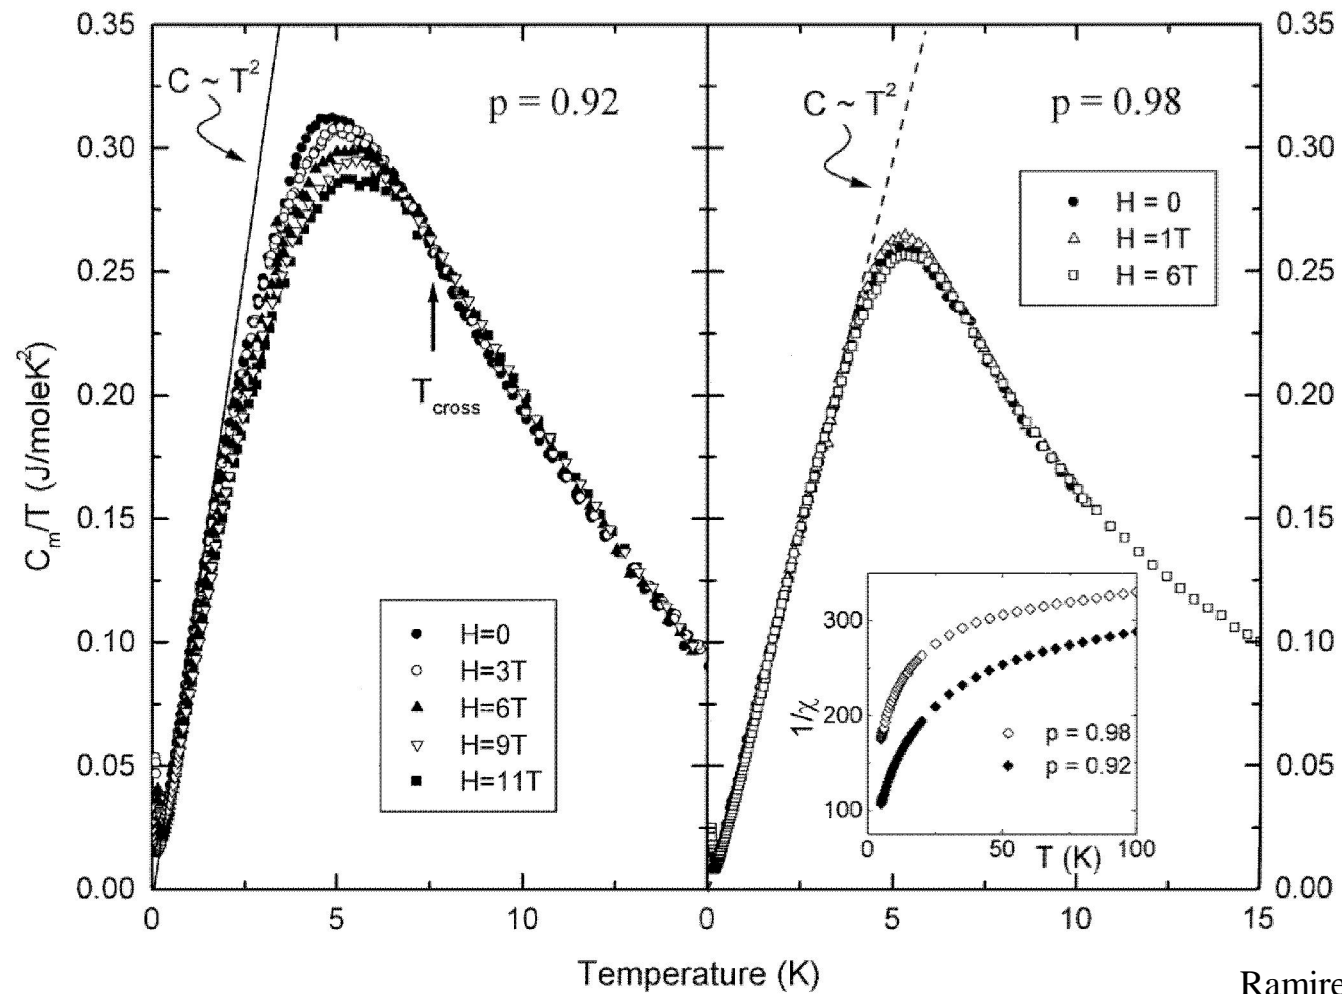 0.35
0.30
0.25
0.20
0.15
0.10
0.05
0.00
C_m/T (J/moleK²)
C ~ T²
p = 0.92
T_cross
H=0
H=3T
H=6T
H=9T
H=11T
0
5
10
C ~ T²
p = 0.98
H = 0
H =1T
H = 6T
300
200
100
1/χ
p = 0.98
p = 0.92
0
50
100
T (K)
0
5
10
15
0.35
0.30
0.25
0.20
0.15
0.10
0.05
0.00
Temperature (K)
Ramire